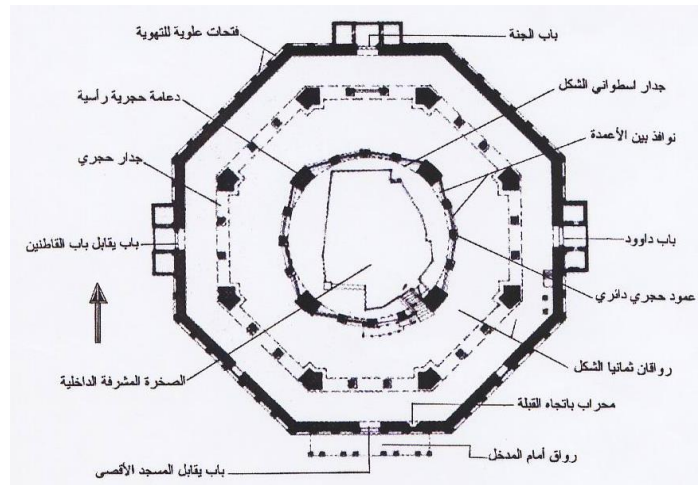 باب الجنة
فتحات علوية للتهوية
جدار اسطواني الشكل
دعامة حجرية رأسية
نوافذ بين الأعمدة
جدار حجري
باب داوود
باب يقابل باب القاطنين
عمود حجري دائري
رواقان ثمانيا الشكل
الصخرة المشرفة الداخلية
محراب باتجاه القبلة
رواق أمام المدخل
باب يقابل المسجد الأقصى